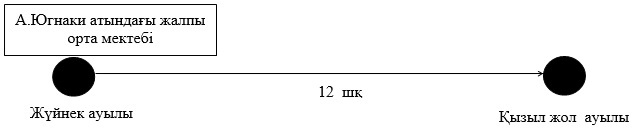 А.Югнаки атындағы жалпы
орта мектебі
12 шқ
Жүйнек ауылы
Қызыл жол ауылы